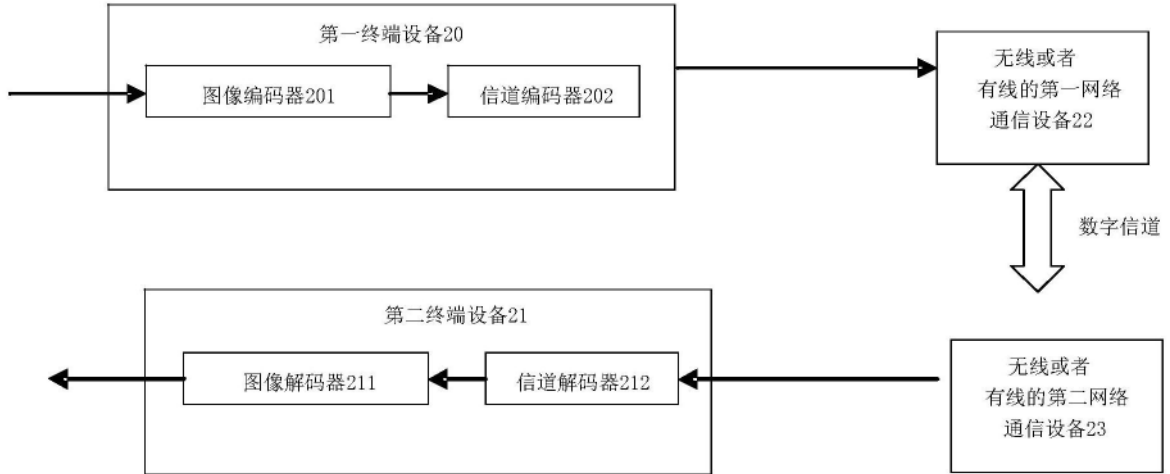 第一终端设备20
图像编码器201
信道编码器202
无线或者
有线的第一网络
通信设备22
数字信道
第二终端设备21
图像解码器211
信道解码器212
无线或者
有线的第二网络
通信设备23